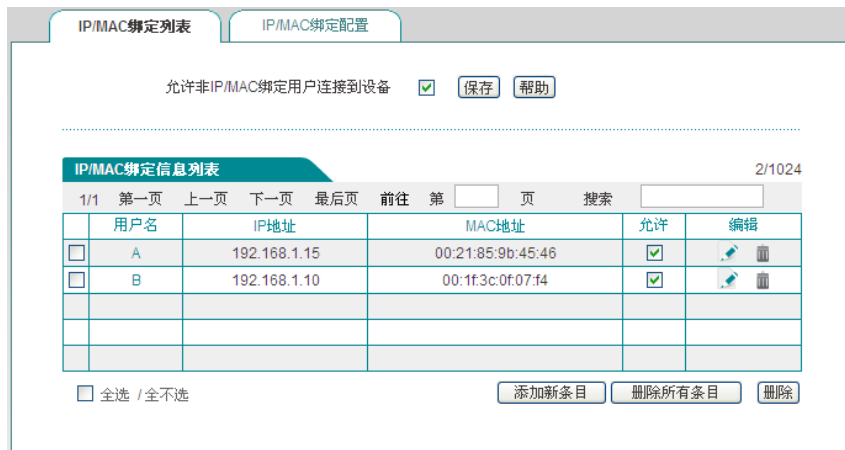 IP/MAC绑定列表 IP/MAC绑定配置
允许非IP/MAC绑定用户连接到设备 保存 帮助
IP/MAC绑定信息列表 2/1024
1/1 第一页 上一页 下一页 最后页 前往 第 页 搜索
用户名 IP地址 MAC地址 允许 编辑
A 192.168.1.15 00:21:85:9b:45:46
B 192.168.1.10 00:1f:3c:0f:07:f4
全选 / 全不选 添加新条目 删除所有条目 删除